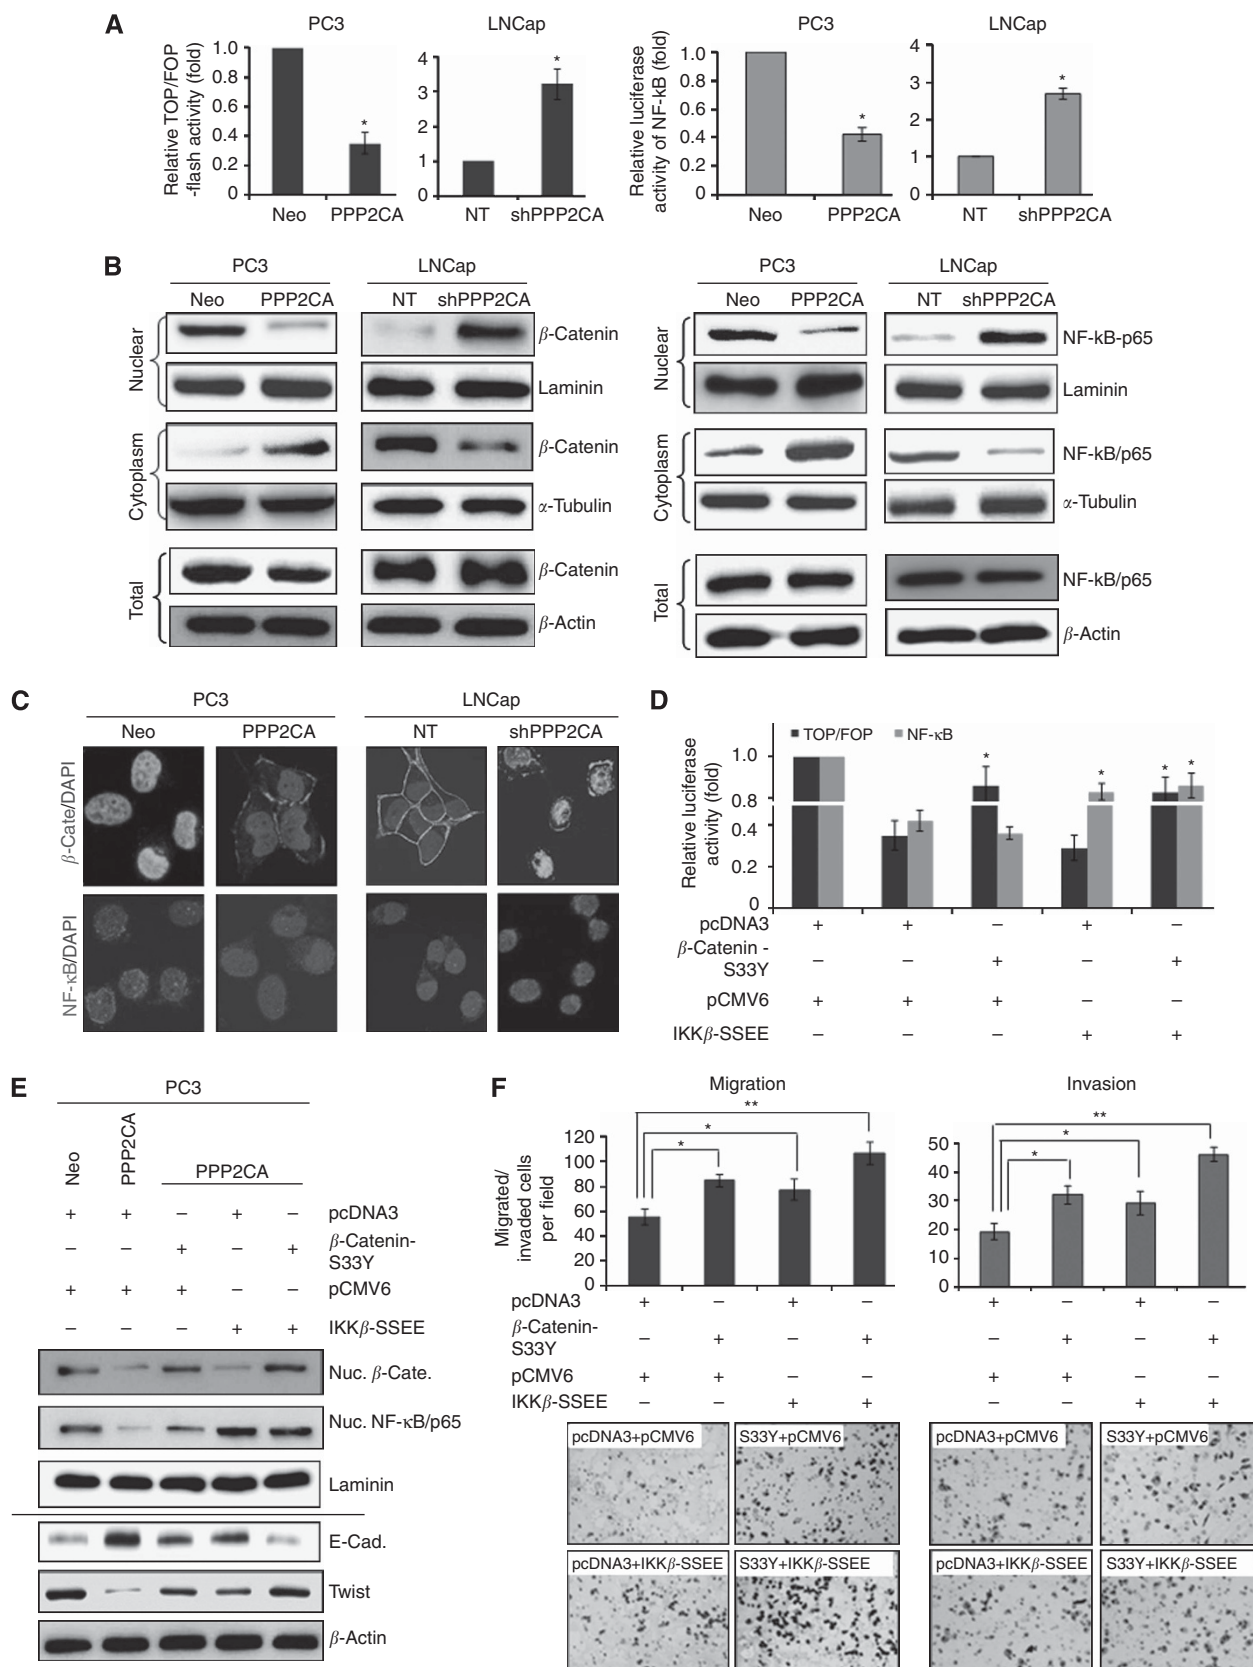 A
PC3
LNCap
PC3
LNCap
Relative TOP/FOP
-flash activity (fold)
1.0
0.8
0.6
0.4
0.2
0
*
Neo
PPP2CA
4
3
2
1
0
*
NT
shPPP2CA
Relative luciferase
activity of NF-kB (fold)
1.0
0.8
0.6
0.4
0.2
0
*
Neo
PPP2CA
4
3
2
1
0
*
NT
shPPP2CA
B
PC3
LNCap
PC3
LNCap
Neo PPP2CA
NT shPPP2CA
Neo PPP2CA
NT shPPP2CA
Nuclear
β-Catenin
Laminin
Cytoplasm
β-Catenin
α-Tubulin
Total
β-Catenin
β-Actin
Nuclear
NF-kB-p65
Laminin
Cytoplasm
NF-kB/p65
α-Tubulin
Total
NF-kB/p65
β-Actin
C
PC3
LNCap
Neo
PPP2CA
NT
shPPP2CA
β-Cate/DAPI
NF-κB/DAPI
D
TOP/FOP
NF-κB
Relative luciferase
activity (fold)
1.0
0.8
0.4
0.2
0
* * * *
pcDNA3 + + – + –
β-Catenin -
S33Y – – + – +
pCMV6 + + + – –
IKKβ-SSEE – – – + +
E
PC3
Neo
PPP2CA
PPP2CA
+ + – + – pcDNA3
– – + – + β-Catenin-
S33Y
+ + + – – pCMV6
– – – + + IKKβ-SSEE
Nuc. β-Cate.
Nuc. NF-κB/p65
Laminin
E-Cad.
Twist
β-Actin
F
Migration
Invasion
Migrated/
invaded cells
per field
120
100
80
60
40
20
0
**
*
*
50
40
30
20
10
0
**
*
*
pcDNA3 + – + – + – + –
β-Catenin-
S33Y – + – + – + – +
pCMV6 + + – – + + – –
IKKβ-SSEE – – + + – – + +
pcDNA3+pCMV6
S33Y+pCMV6
pcDNA3+pCMV6
S33Y+pCMV6
pcDNA3+IKKβ-SSEE
S33Y+IKKβ-SSEE
pcDNA3+IKKβ-SSEE
S33Y+IKKβ-SSEE